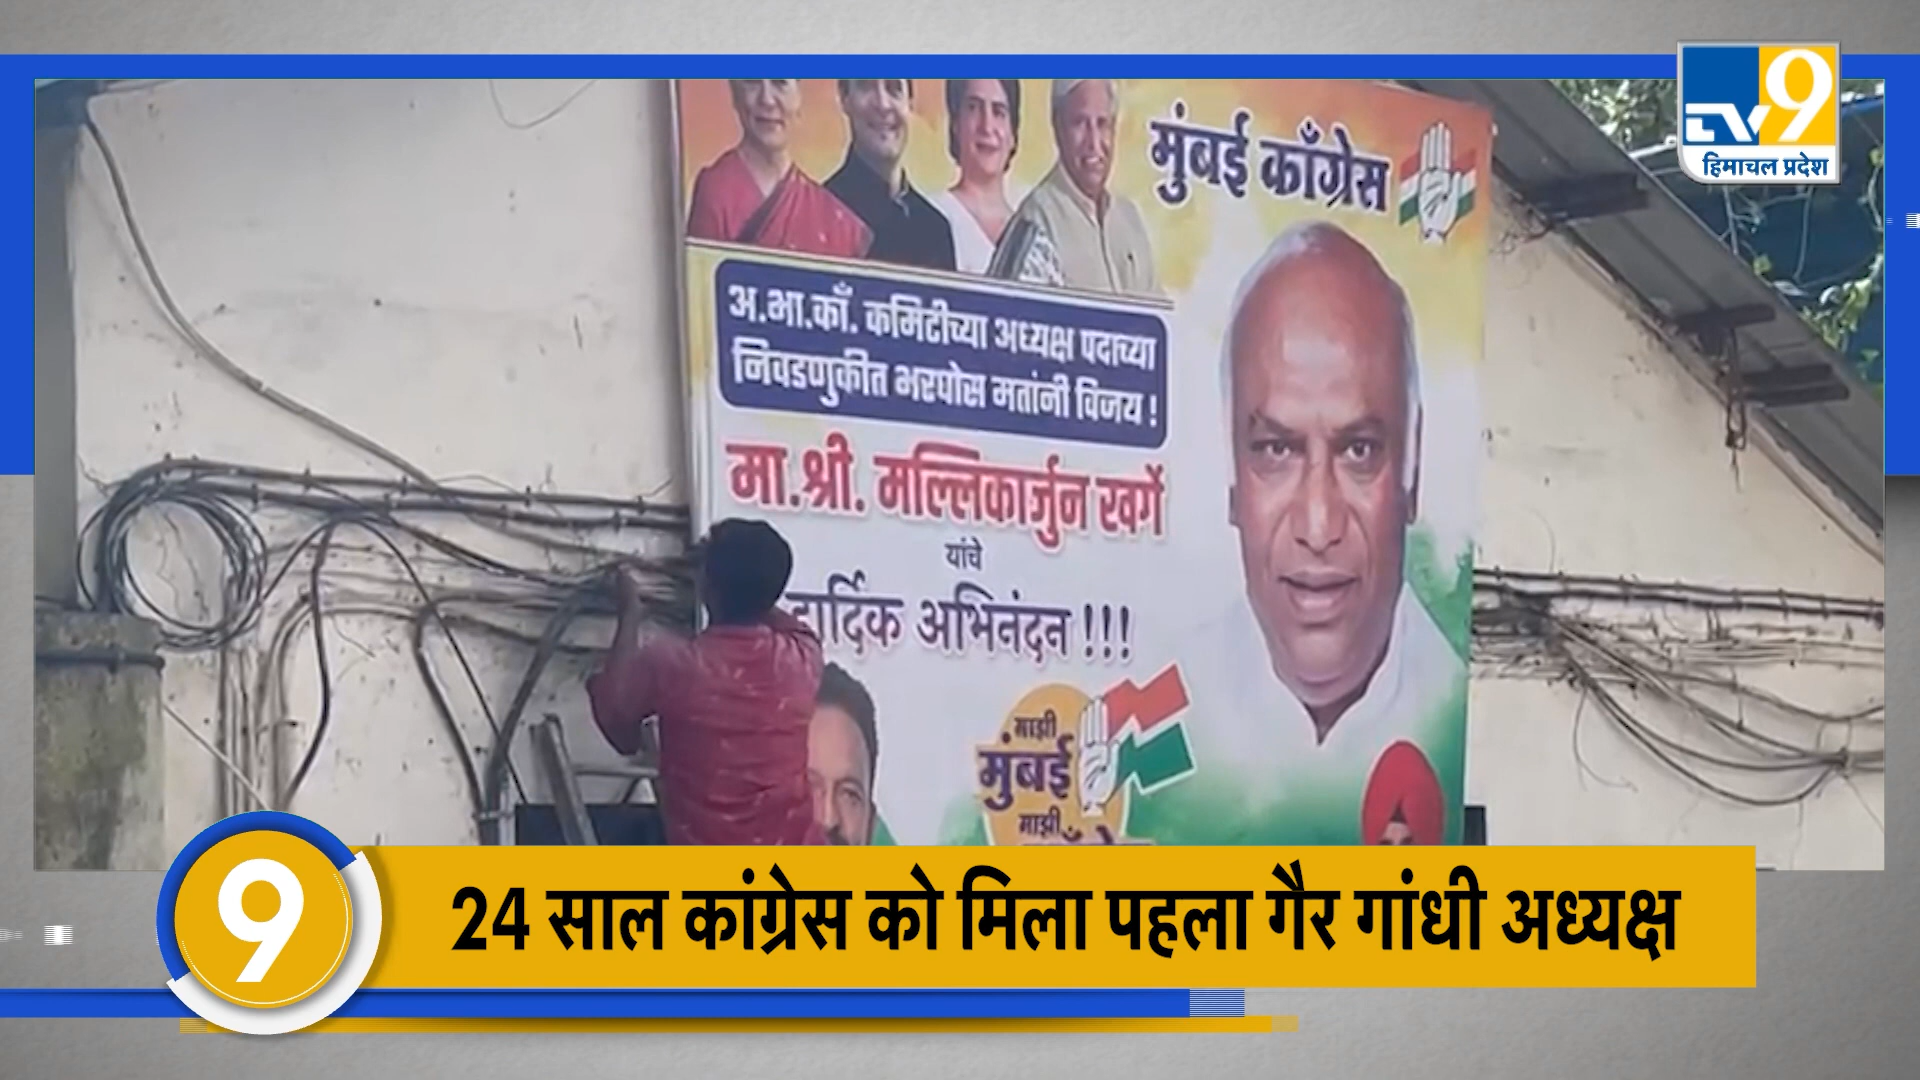 TV9
हिमाचल प्रदेश
मुंबई काँग्रेस
अ.भा.काँ. कमिटीच्या अध्यक्ष पदाच्या
निवडणुकीत भरघोस मतांनी विजय !
मा.श्री. मल्लिकार्जुन खर्गे
यांचे
हार्दिक अभिनंदन !!!
माझी
मुंबई
माझी
9
24 साल कांग्रेस को मिला पहला गैर गांधी अध्यक्ष